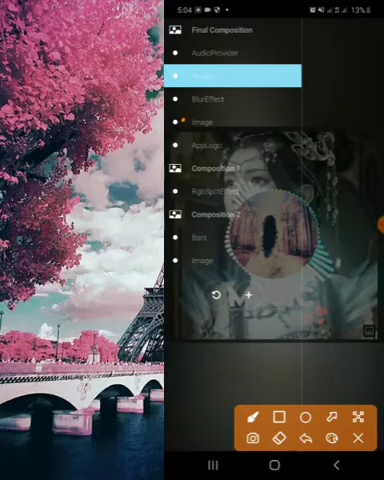 5:04
13%
Final Composition
AudioProvider
BlurEffect
Image
AppLogo
Composition 1
RgbSplitEffect
Composition 2
Bars
Image